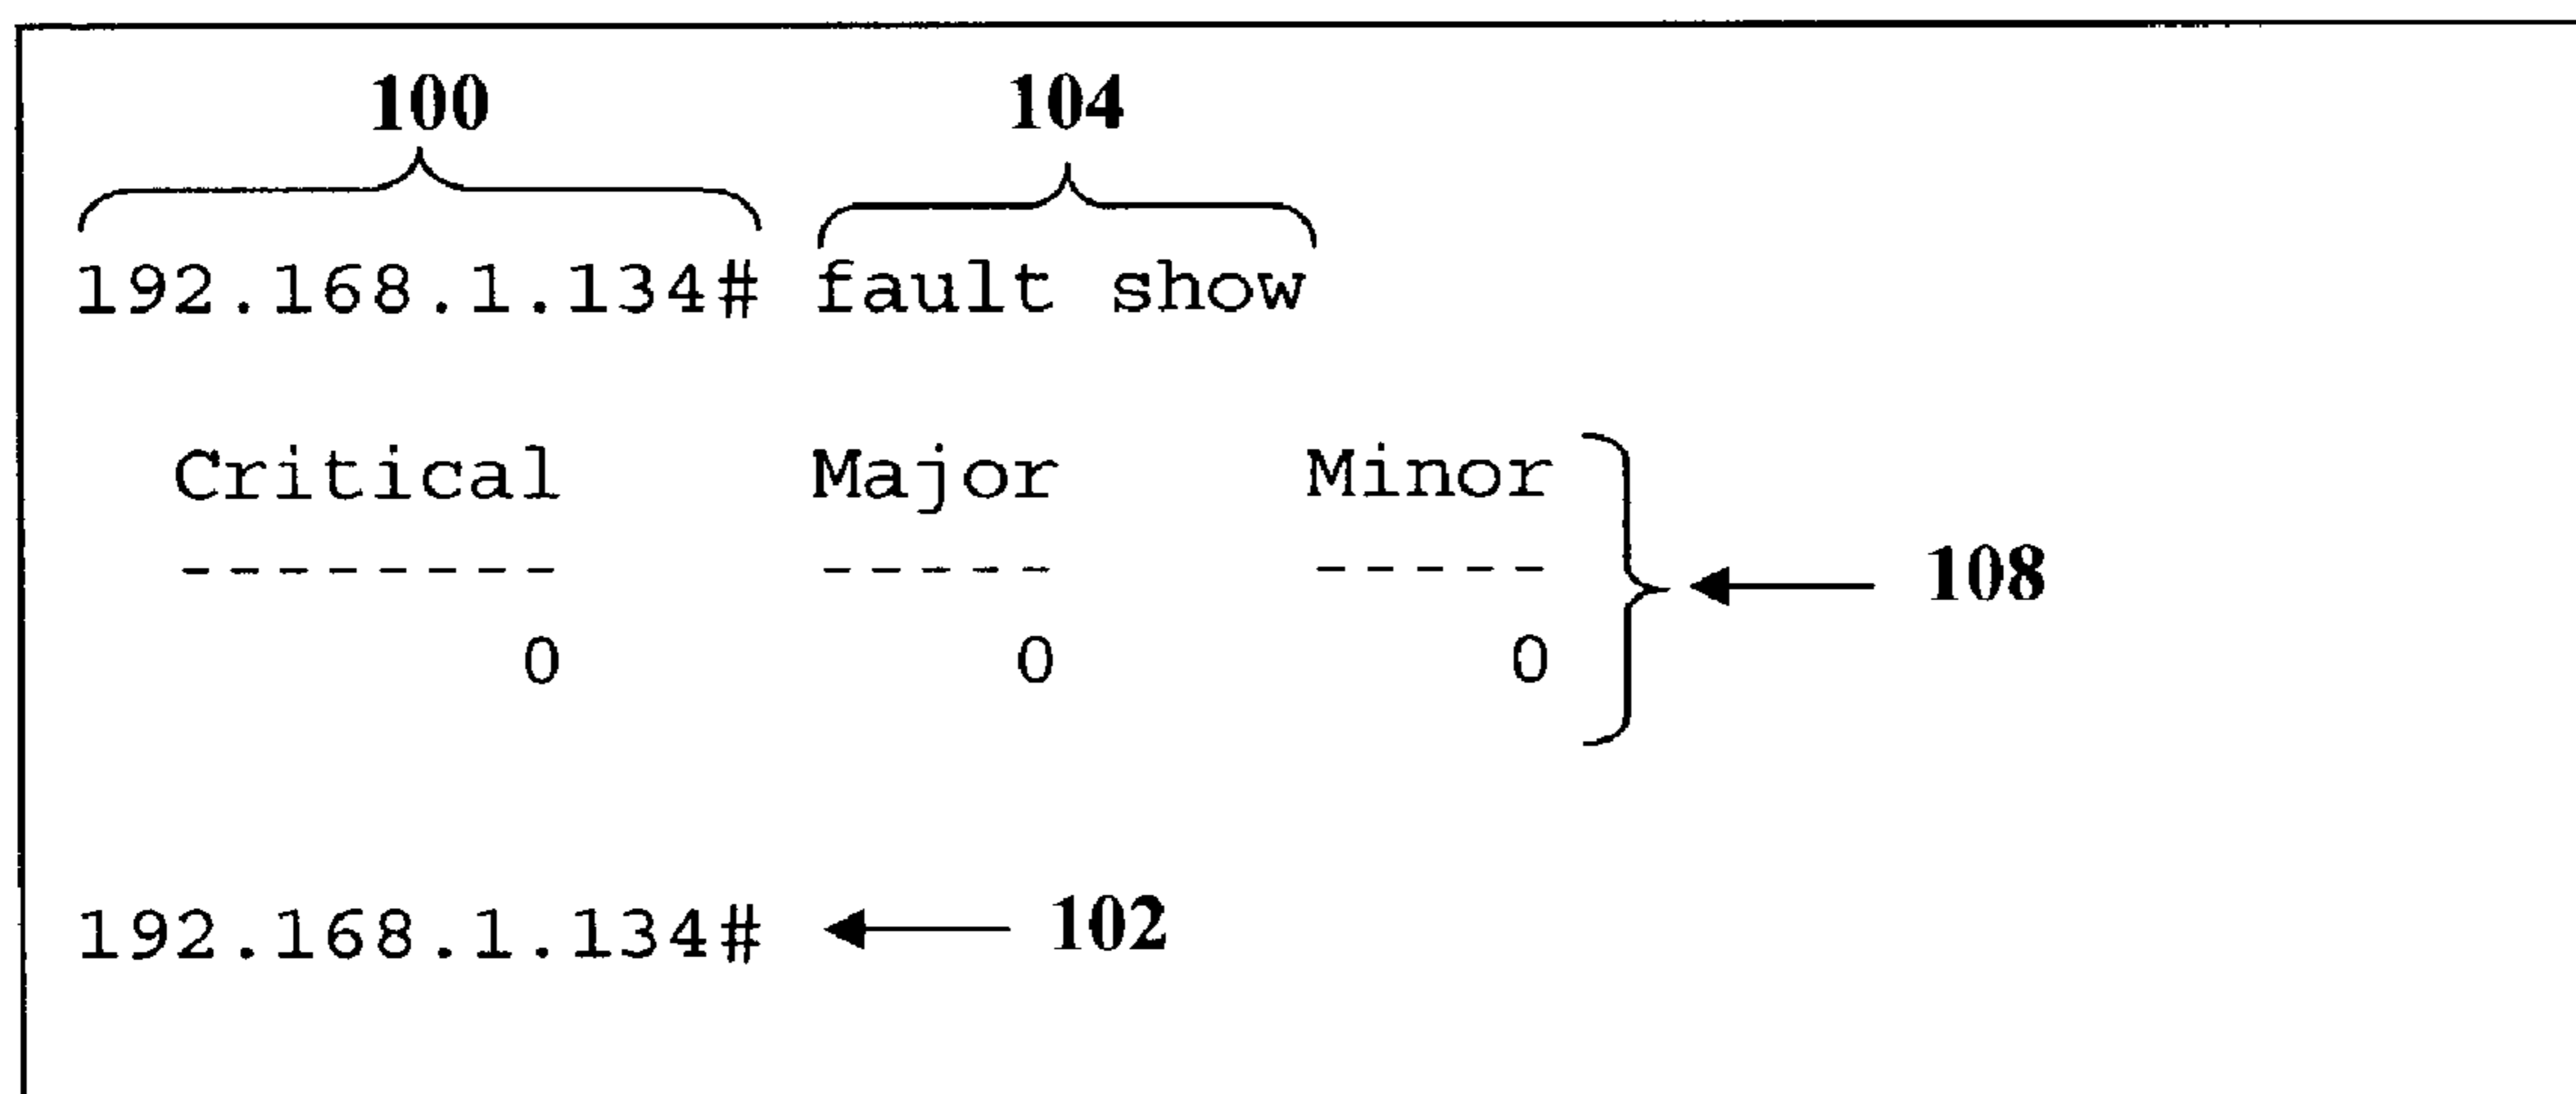 100 104
192.168.1.134# fault show
Critical Major Minor
-------- ----- -----
108
0 0 0
192.168.1.134# 102